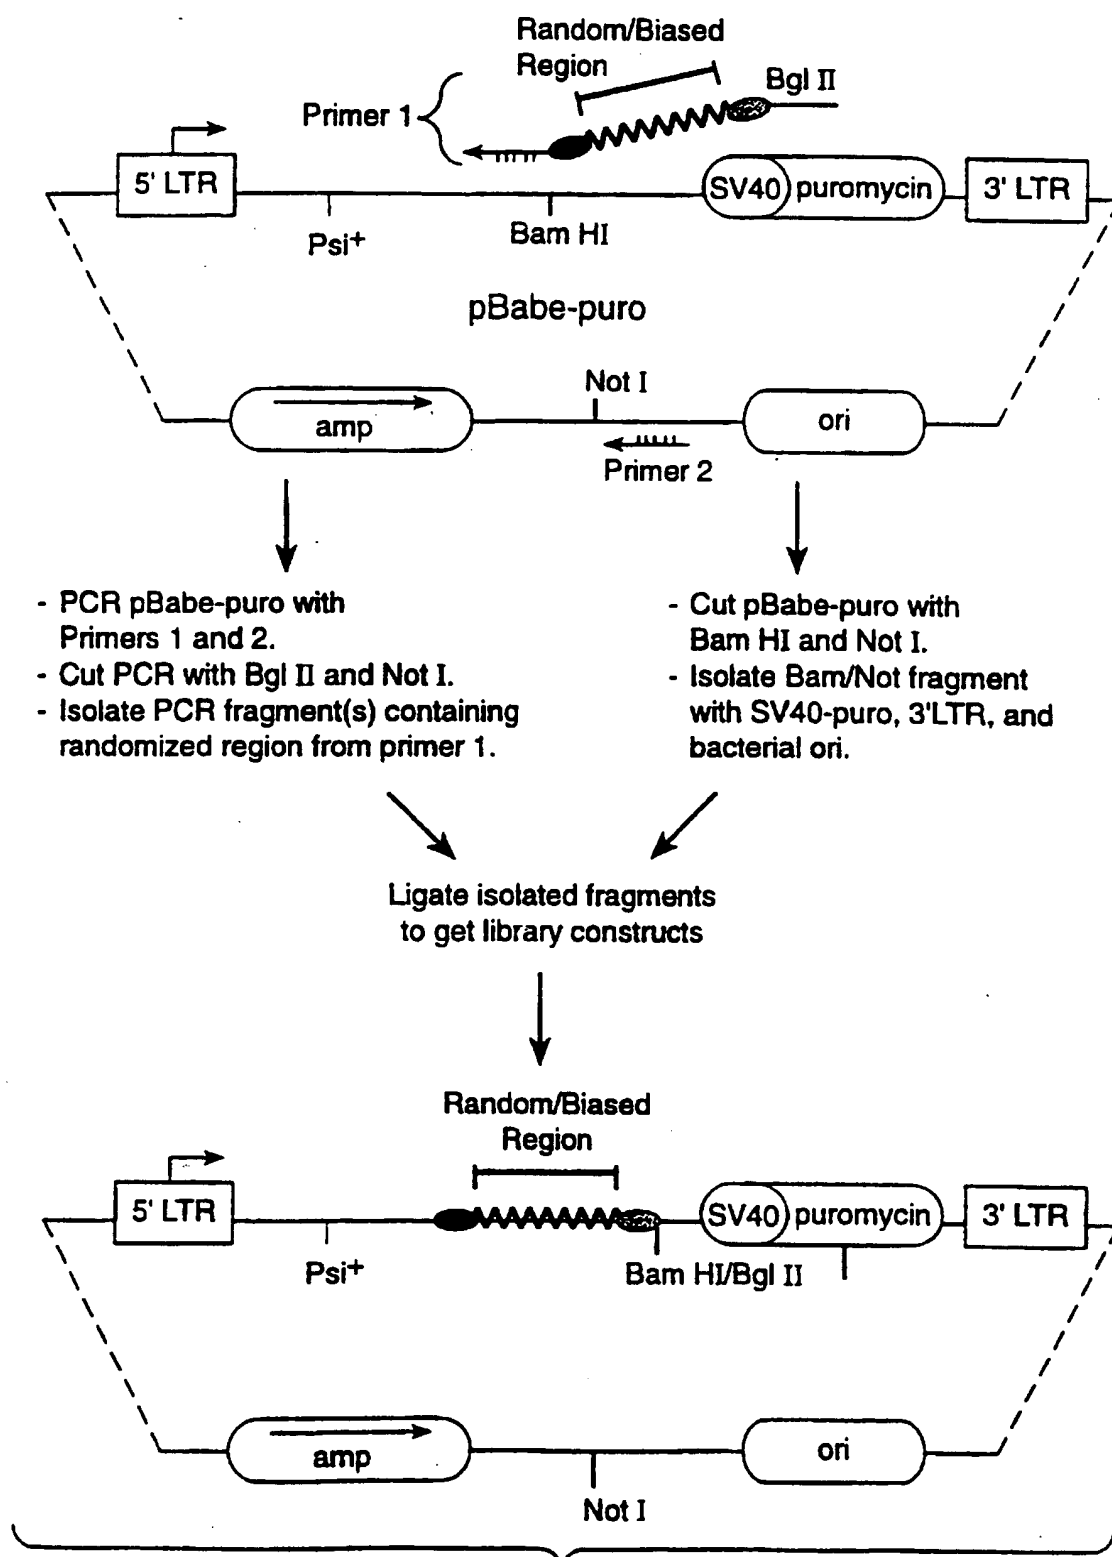 Random/Biased
Region
Bgl II
Primer 1
5' LTR
SV40
puromycin
3' LTR
Psi+
Bam HI
pBabe-puro
Not I
amp
ori
Primer 2
- PCR pBabe-puro with
Primers 1 and 2.
- Cut PCR with Bgl II and Not I.
- Isolate PCR fragment(s) containing
randomized region from primer 1.
- Cut pBabe-puro with
Bam HI and Not I.
- Isolate Bam/Not fragment
with SV40-puro, 3'LTR, and
bacterial ori.
Ligate isolated fragments
to get library constructs
Random/Biased
Region
5' LTR
SV40
puromycin
3' LTR
Psi+
Bam HI/Bgl II
amp
ori
Not I